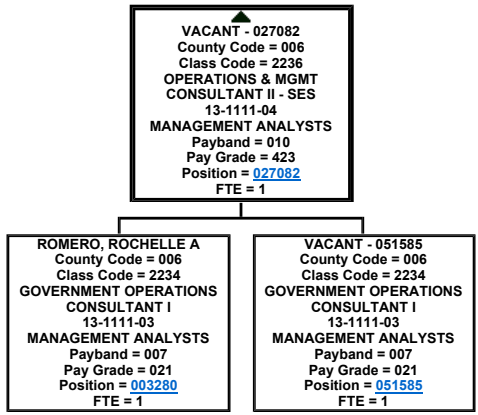 VACANT - 027082
County Code = 006
Class Code = 2236
OPERATIONS & MGMT
CONSULTANT II - SES
13-1111-04
MANAGEMENT ANALYSTS
Payband = 010
Pay Grade = 423
Position = 027082
FTE = 1
ROMERO, ROCHELLE A
County Code = 006
Class Code = 2234
GOVERNMENT OPERATIONS
CONSULTANT I
13-1111-03
MANAGEMENT ANALYSTS
Payband = 007
Pay Grade = 021
Position = 003280
FTE = 1
VACANT - 051585
County Code = 006
Class Code = 2234
GOVERNMENT OPERATIONS
CONSULTANT I
13-1111-03
MANAGEMENT ANALYSTS
Payband = 007
Pay Grade = 021
Position = 051585
FTE = 1